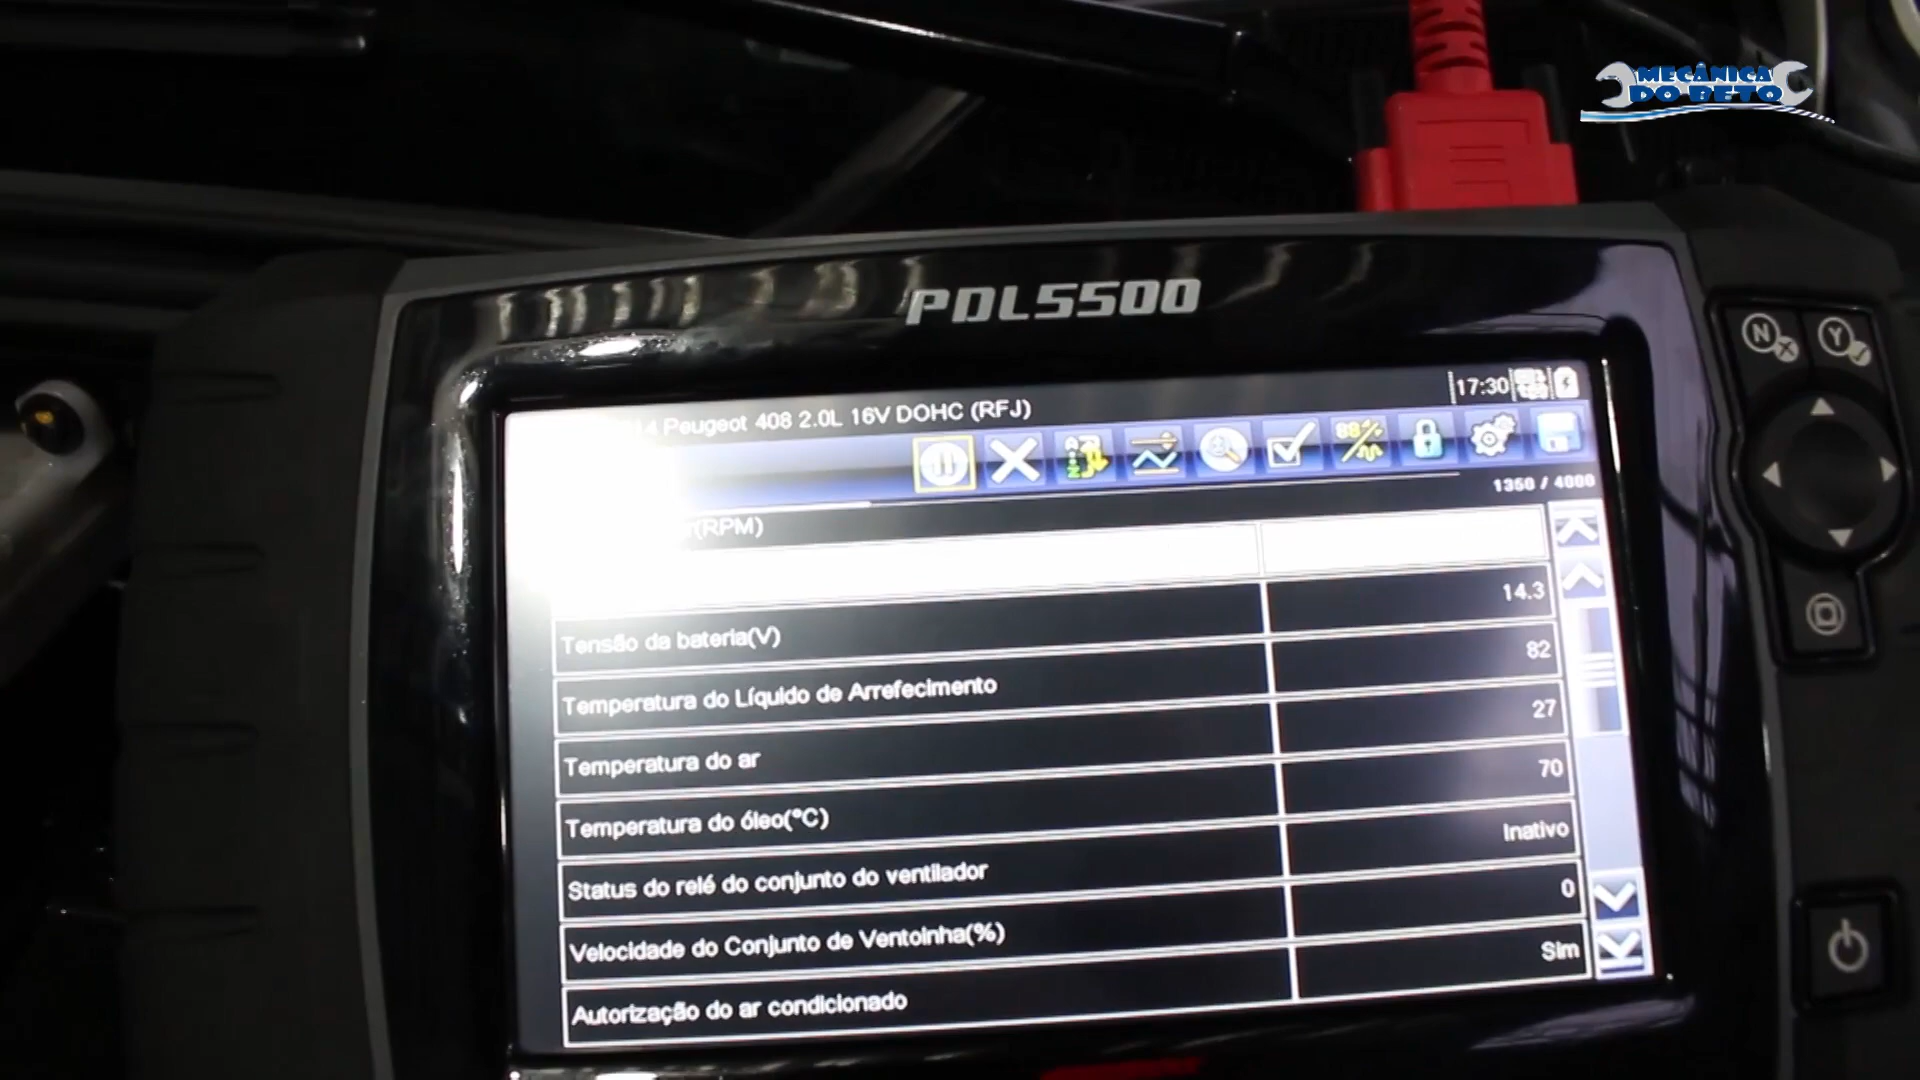 MECÂNICA
DO BETO
PDL5500
N
Y
17:30
14 Peugeot 408 2.0L 16V DOHC (RFJ)
1350 / 4000
(RPM)
Tensão da bateria(V) 14.3
Temperatura do Líquido de Arrefecimento 82
Temperatura do ar 27
Temperatura do óleo(°C) 70
Status do relé do conjunto do ventilador Inativo
Velocidade do Conjunto de Ventoinha(%) 0
Autorização do ar condicionado Sim